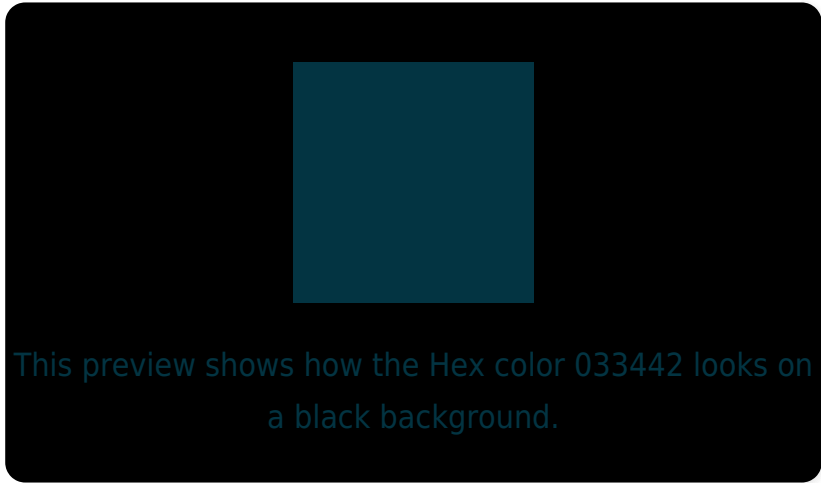 This preview shows how the Hex color 033442 looks on
a black background.